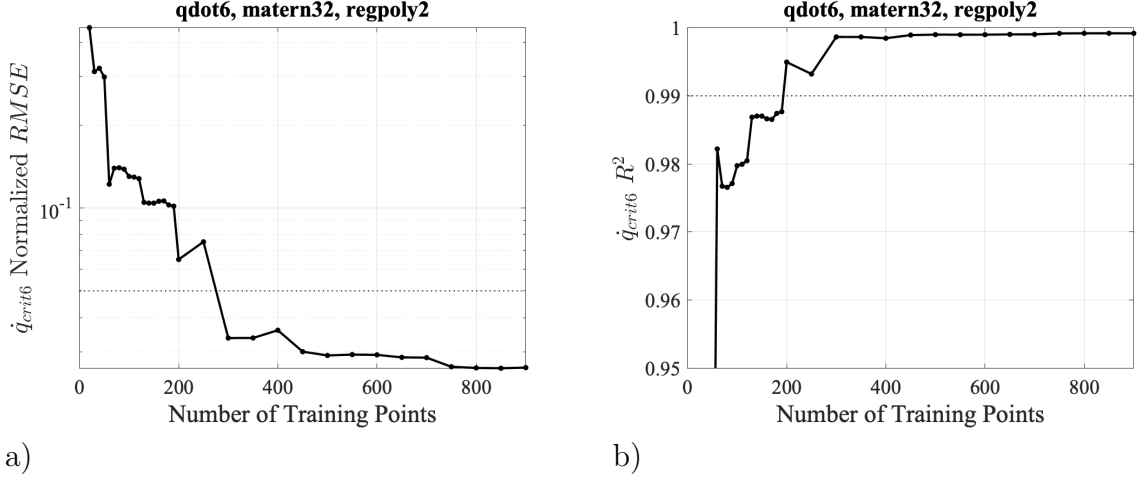 qdot6, matern32, regpoly2
q̇crit6 Normalized RMSE
10⁻¹
0 200 400 600 800
Number of Training Points
a)
qdot6, matern32, regpoly2
q̇crit6 R²
1
0.99
0.98
0.97
0.96
0.95
0 200 400 600 800
Number of Training Points
b)